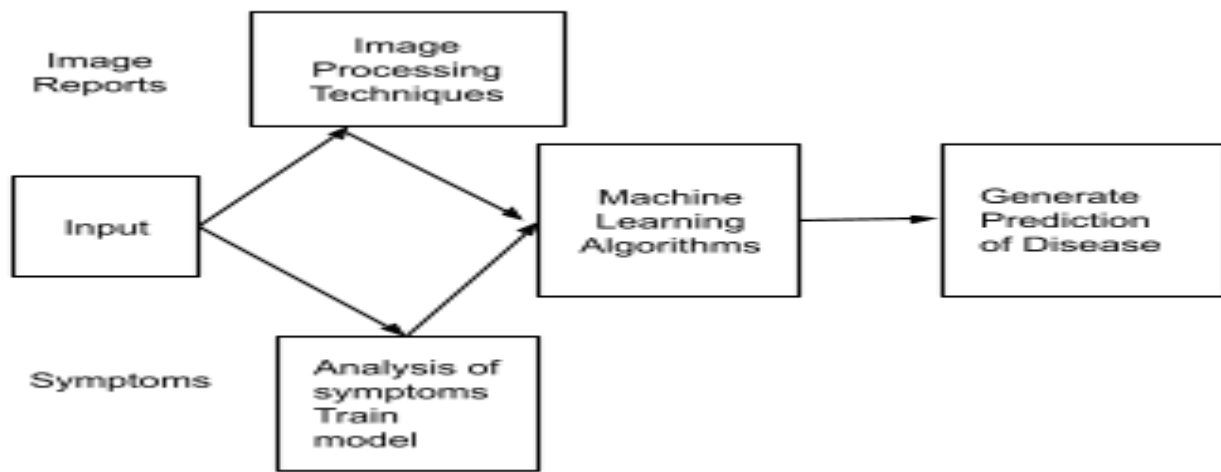 Image
Reports
Image
Processing
Techniques
Input
Machine
Learning
Algorithms
Generate
Prediction
of Disease
Symptoms
Analysis of
symptoms
Train
model